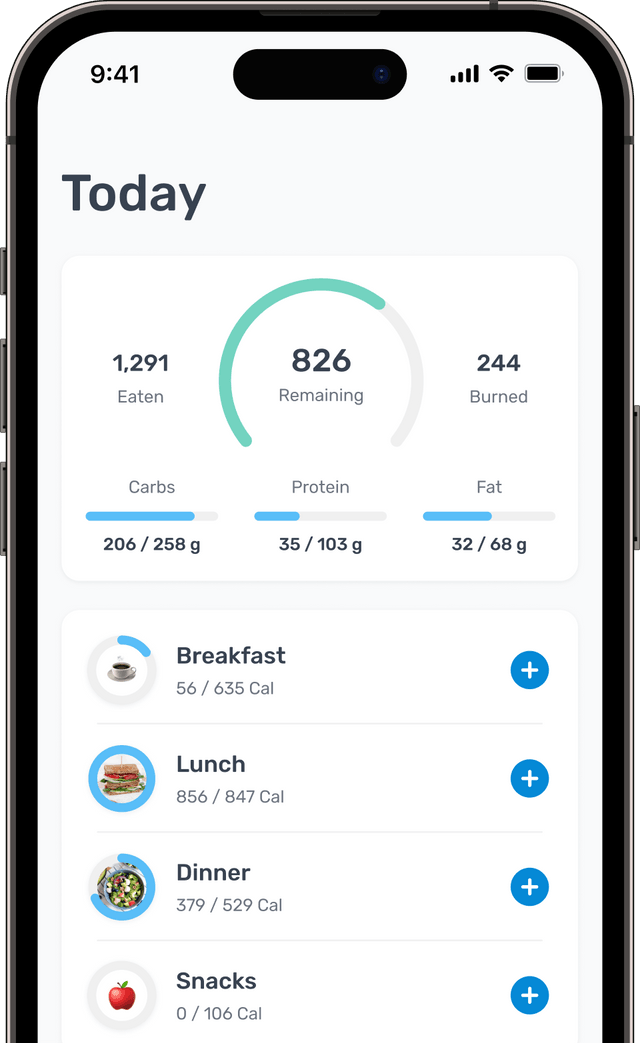 9:41
Today
1,291
Eaten
826
Remaining
244
Burned
Carbs
206 / 258 g
Protein
35 / 103 g
Fat
32 / 68 g
Breakfast
56 / 635 Cal
Lunch
856 / 847 Cal
Dinner
379 / 529 Cal
Snacks
0 / 106 Cal